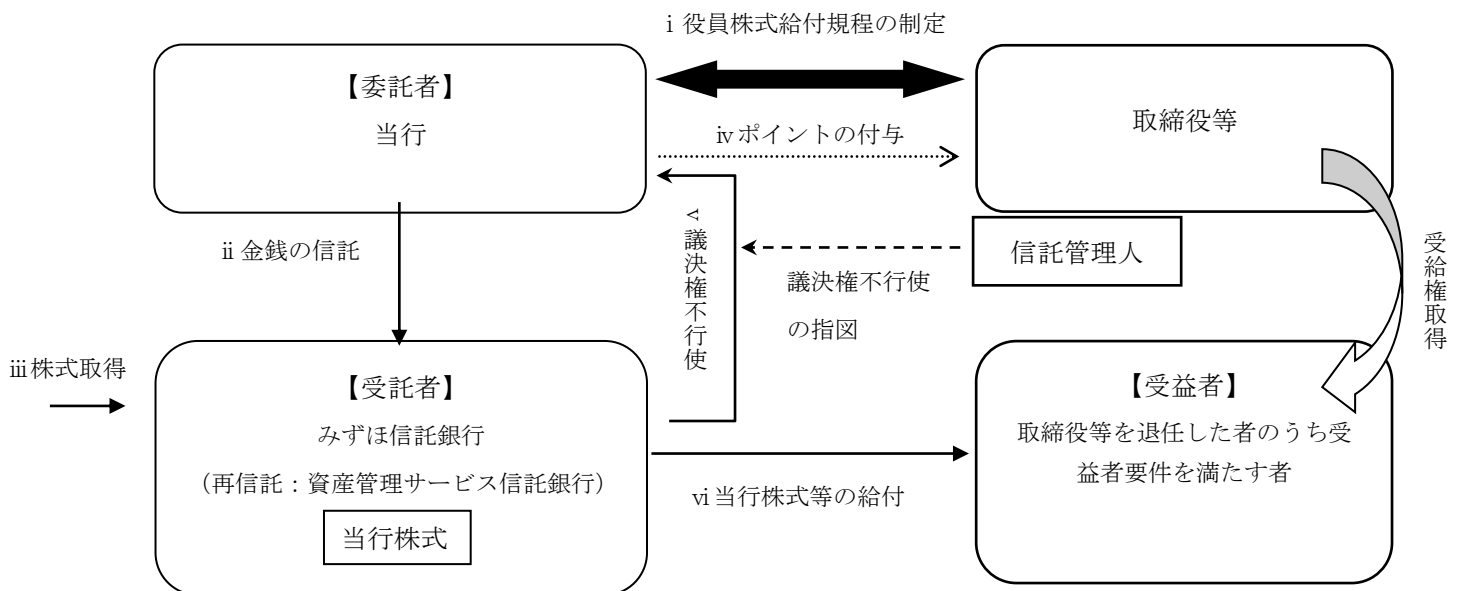 ⅰ 役員株式給付規程の制定
【委託者】
当行
取締役等
ⅳポイントの付与
ⅱ 金銭の信託
ⅴ議決権不行使
信託管理人
議決権不行使
の指図
受給権取得
ⅲ株式取得
【受託者】
みずほ信託銀行
(再信託:資産管理サービス信託銀行)
当行株式
ⅵ当行株式等の給付
【受益者】
取締役等を退任した者のうち受
益者要件を満たす者